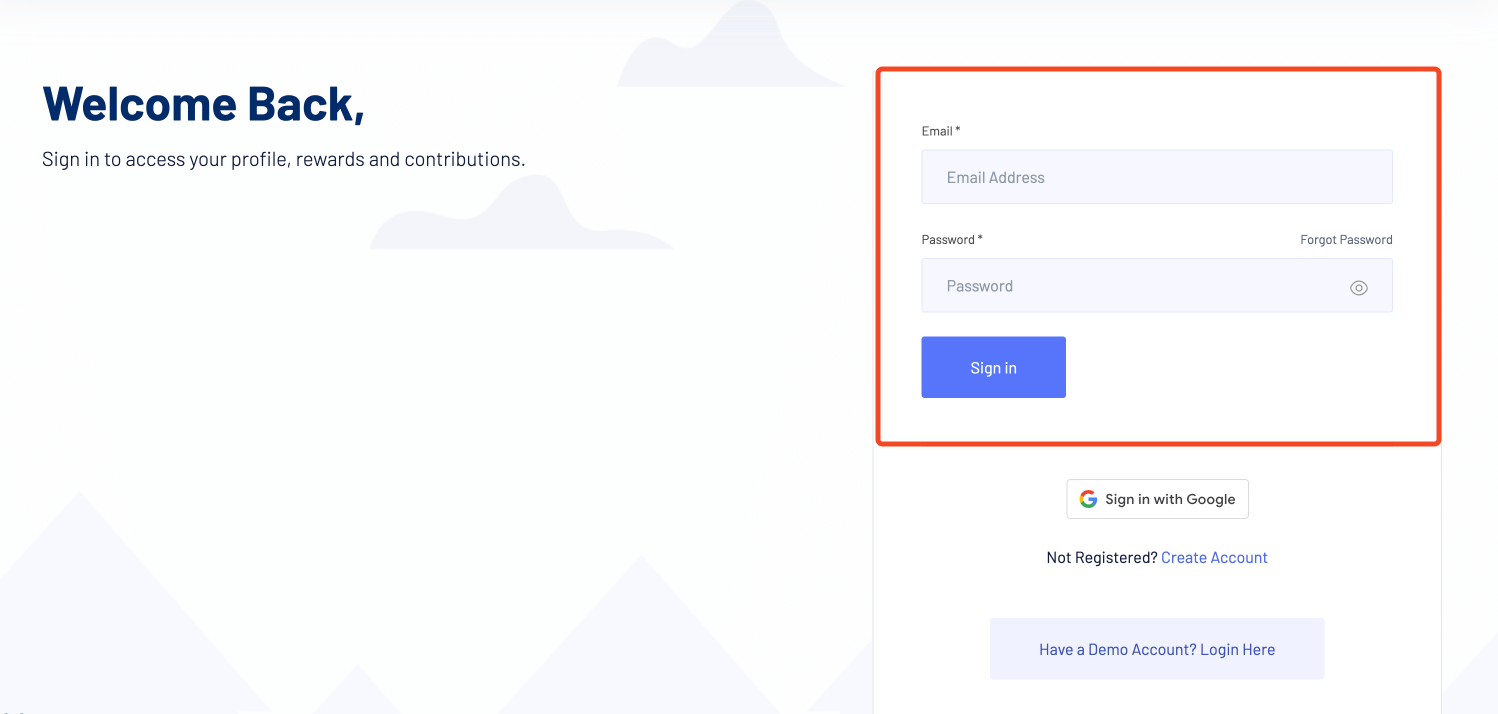 Welcome Back,
Sign in to access your profile, rewards and contributions.
Email *
Email Address
Password *
Forgot Password
Password
Sign in
Sign in with Google
Not Registered? Create Account
Have a Demo Account? Login Here